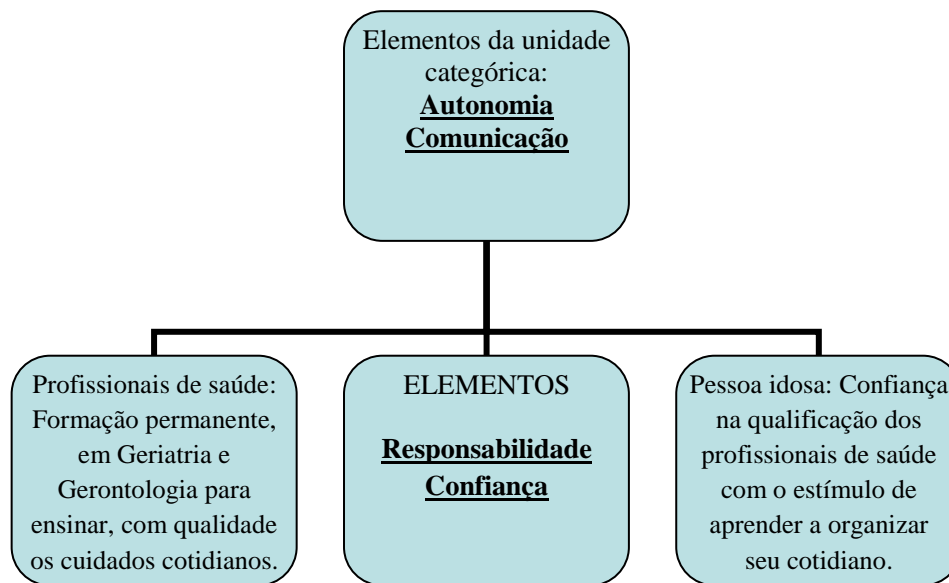 Elementos da unidade
categórica:
Autonomia
Comunicação
Profissionais de saúde:
Formação permanente,
em Geriatria e
Gerontologia para
ensinar, com qualidade
os cuidados cotidianos.
ELEMENTOS
Responsabilidade
Confiança
Pessoa idosa: Confiança
na qualificação dos
profissionais de saúde
com o estímulo de
aprender a organizar
seu cotidiano.